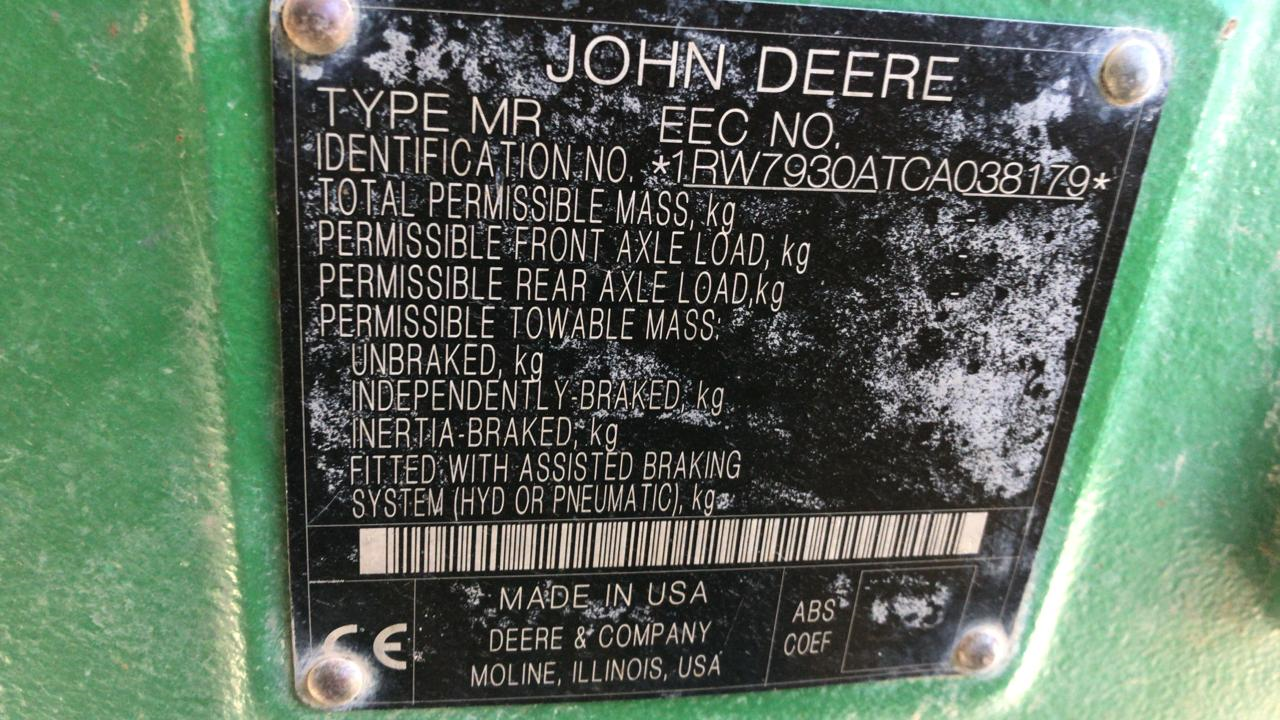 JOHN DEERE
TYPE MR EEC NO.
IDENTIFICATION NO. *1RW7930ATCA038179*
TOTAL PERMISSIBLE MASS, kg -
PERMISSIBLE FRONT AXLE LOAD, kg -
PERMISSIBLE REAR AXLE LOAD,kg -
PERMISSIBLE TOWABLE MASS:
UNBRAKED, kg
INDEPENDENTLY-BRAKED, kg
INERTIA-BRAKED, kg
FITTED WITH ASSISTED BRAKING
SYSTEM (HYD OR PNEUMATIC), kg
CE
MADE IN USA
DEERE & COMPANY
MOLINE, ILLINOIS, USA
ABS
COEF